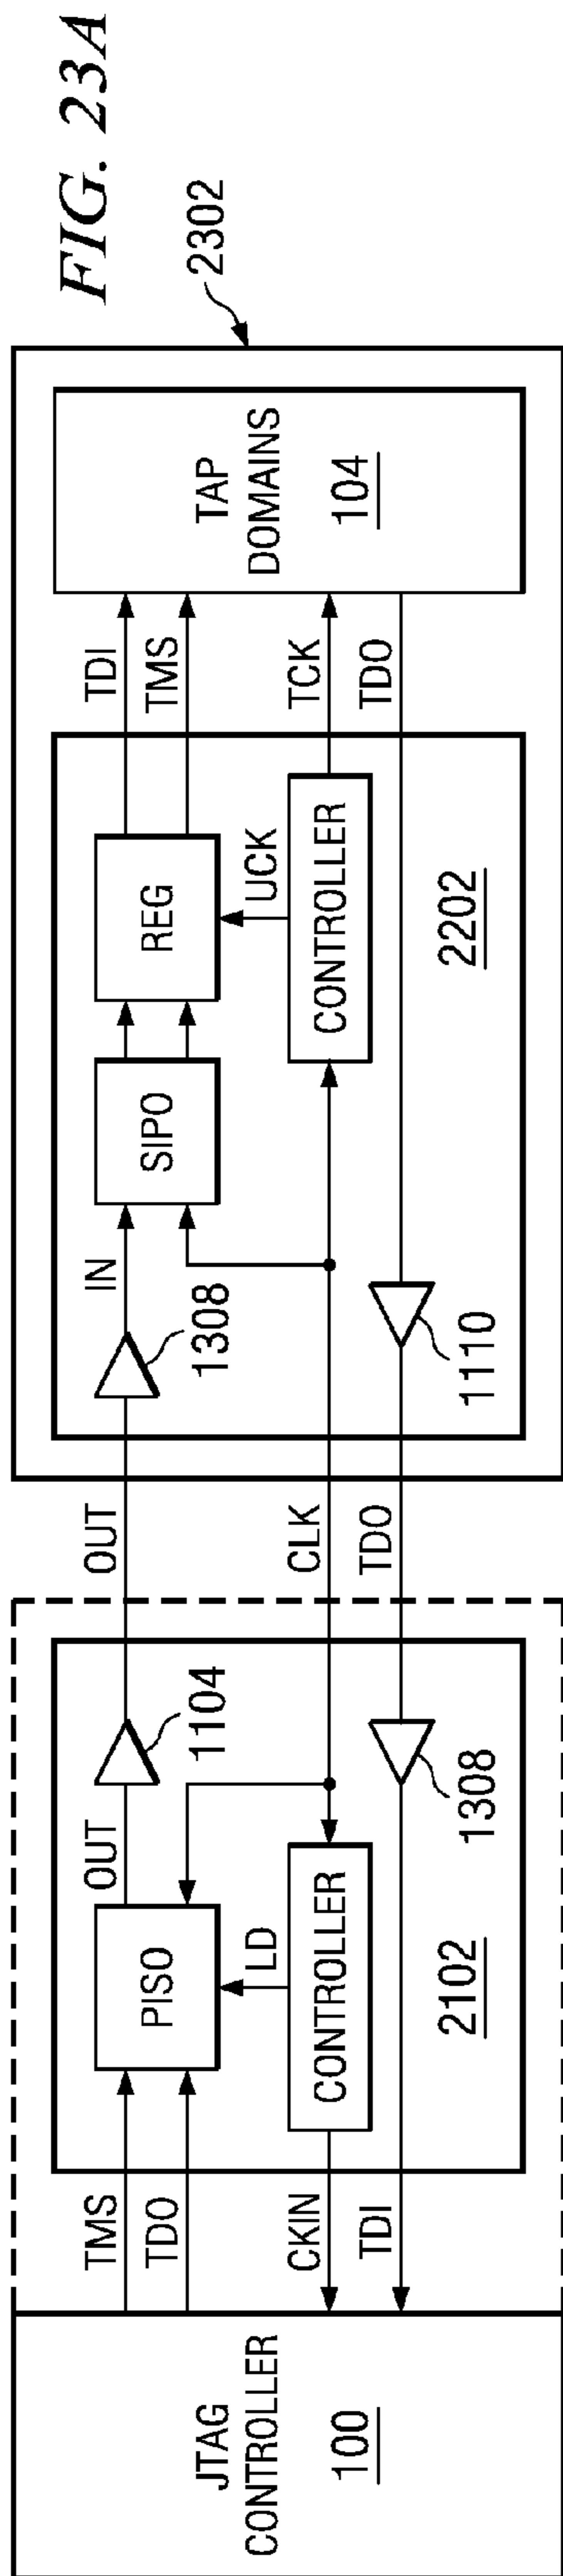 FIG. 23A
JTAG
CONTROLLER
100
TMS
TDO
CKIN
TDI
PISO
LD
CONTROLLER
2102
OUT
1104
1308
OUT
CLK
TDO
IN
1308
SIPO
REG
UCK
CONTROLLER
1110
2202
TDI
TMS
TCK
TDO
TAP
DOMAINS
104
2302